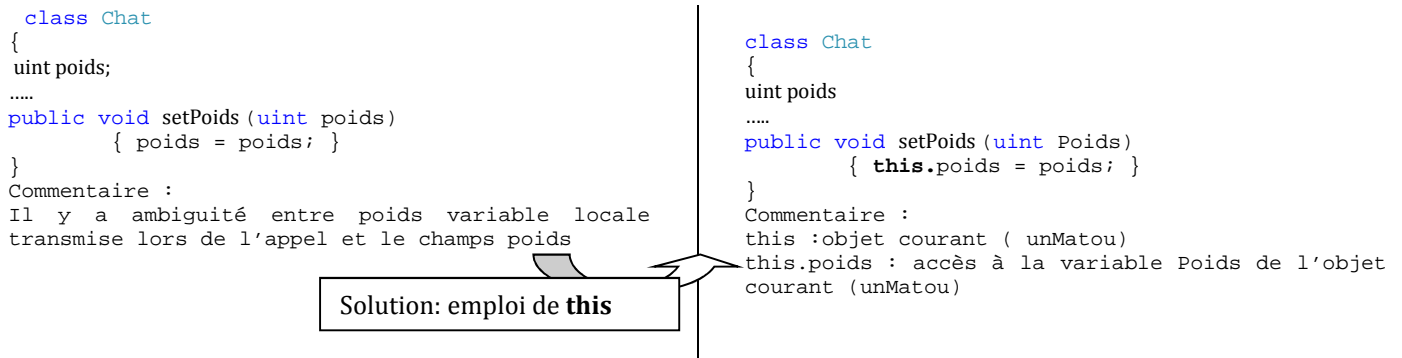 class Chat
{
uint poids;
…..
public void setPoids (uint poids)
{ poids = poids; }
}
Commentaire :
Il y a ambiguité entre poids variable locale
transmise lors de l’appel et le champs poids
Solution: emploi de this
class Chat
{
uint poids
…..
public void setPoids (uint Poids)
{ this.poids = poids; }
}
Commentaire :
this :objet courant ( unMatou)
this.poids : accès à la variable Poids de l’objet
courant (unMatou)